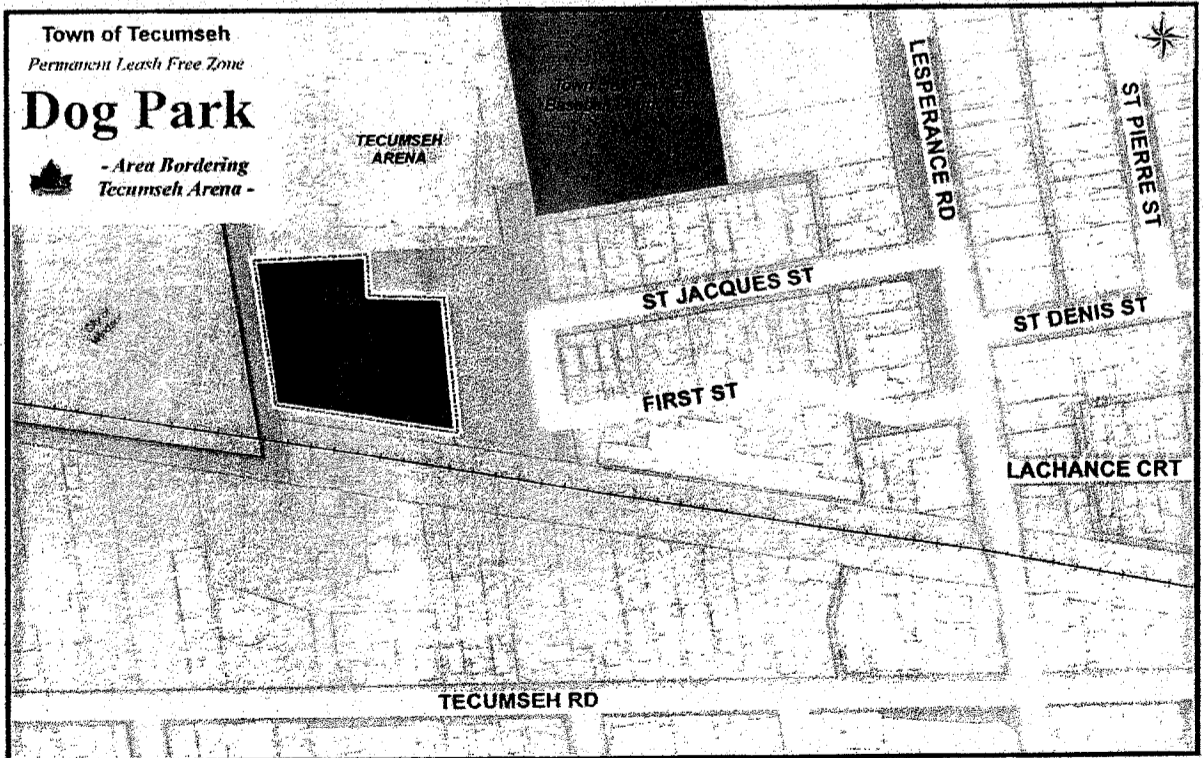 Town of Tecumseh
Permanent Leash Free Zone
Dog Park
- Area Bordering
Tecumseh Arena -
TECUMSEH
ARENA
LESPERANCE RD
ST PIERRE ST
ST JACQUES ST
ST DENIS ST
FIRST ST
LACHANCE CRT
TECUMSEH RD